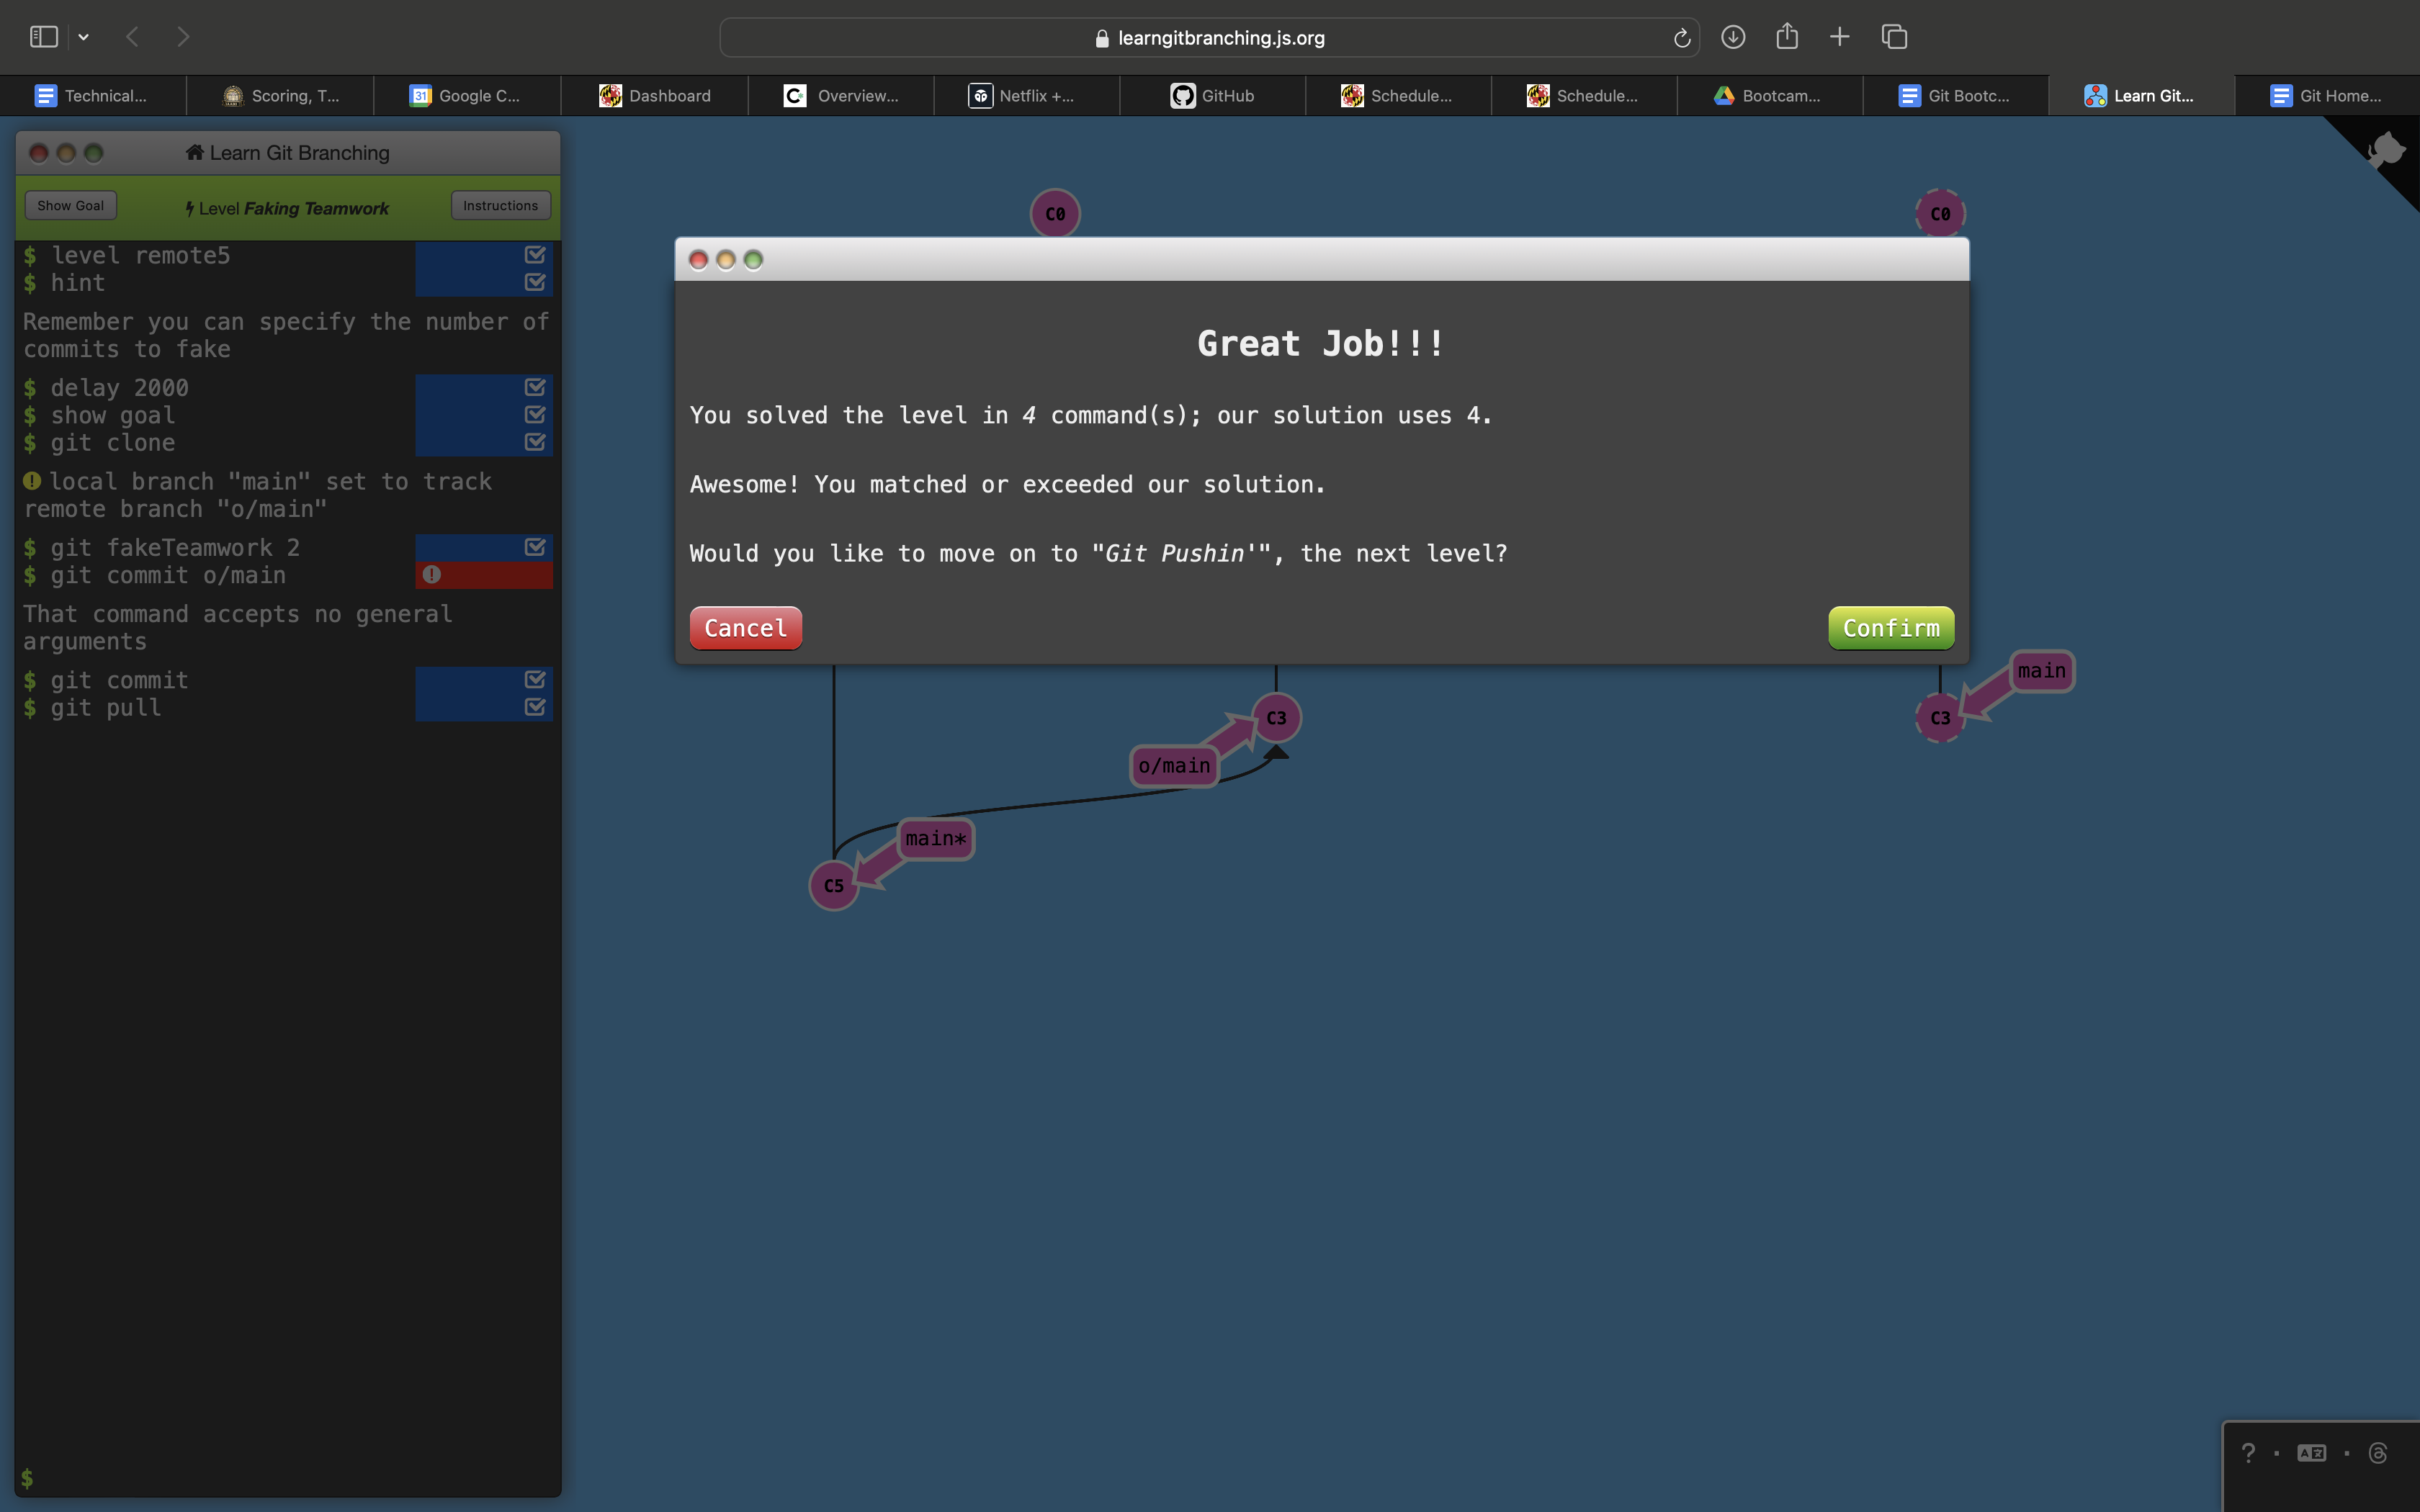 learngitbranching.js.org
Technical...
Scoring, T...
31
Google C...
Dashboard
Overview...
Netflix +...
GitHub
Schedule...
Schedule...
Bootcam...
Git Bootc...
Learn Git...
Git Home...
Learn Git Branching
Show Goal
Level Faking Teamwork
Instructions
$ level remote5
$ hint
Remember you can specify the number of
commits to fake
$ delay 2000
$ show goal
$ git clone
local branch "main" set to track
remote branch "o/main"
$ git fakeTeamwork 2
$ git commit o/main
That command accepts no general
arguments
$ git commit
$ git pull
$
C0
C0
Great Job!!!
You solved the level in 4 command(s); our solution uses 4.
Awesome! You matched or exceeded our solution.
Would you like to move on to "Git Pushin'", the next level?
Cancel
Confirm
main
C3
C3
o/main
main*
C5
?